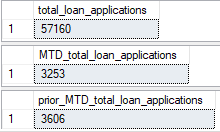 total_loan_applications
1 57160
MTD_total_loan_applications
1 3253
prior_MTD_total_loan_applications
1 3606